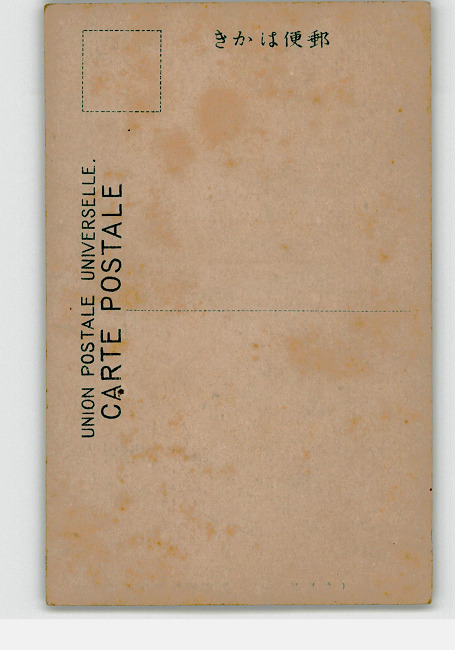 きかは便郵
UNION POSTALE UNIVERSELLE.
CARTE POSTALE